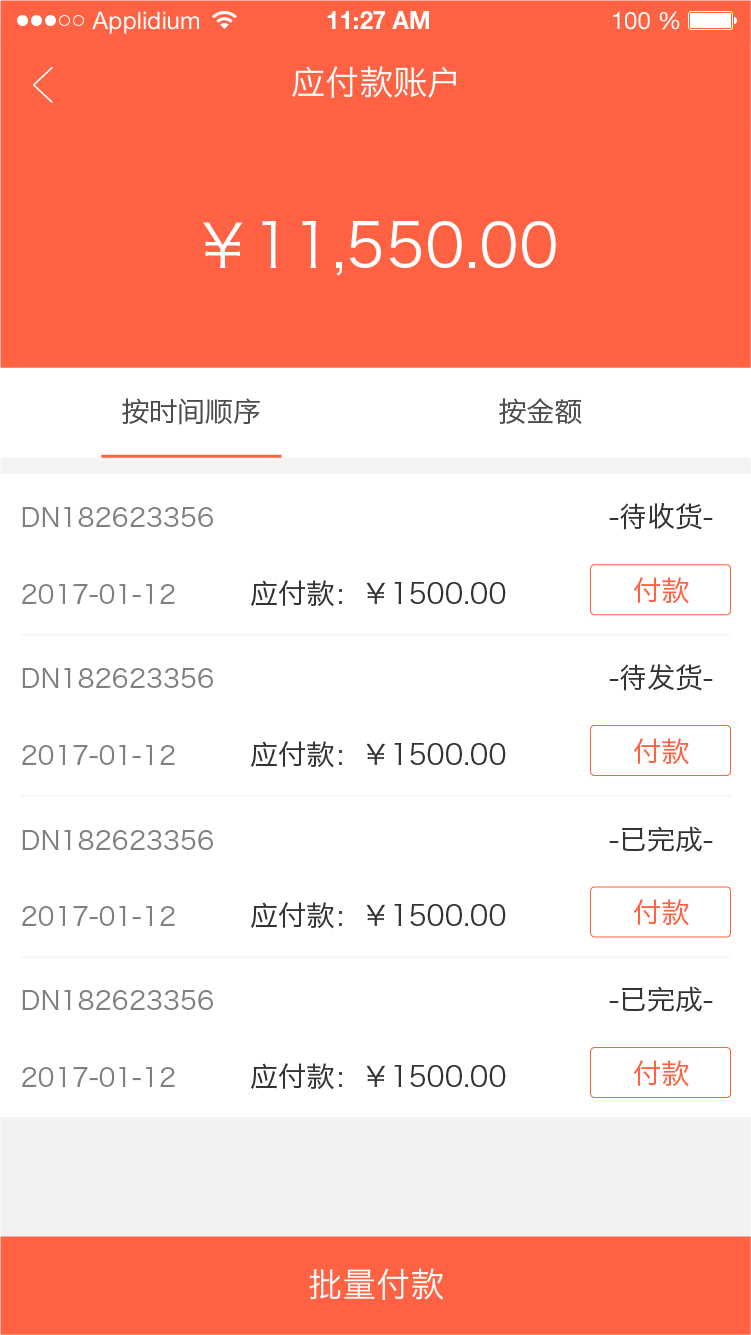 Applidium 11:27 AM 100 %
应付款账户
￥11,550.00
按时间顺序 按金额
DN182623356 -待收货-
2017-01-12 应付款：￥1500.00 付款
DN182623356 -待发货-
2017-01-12 应付款：￥1500.00 付款
DN182623356 -已完成-
2017-01-12 应付款：￥1500.00 付款
DN182623356 -已完成-
2017-01-12 应付款：￥1500.00 付款
批量付款